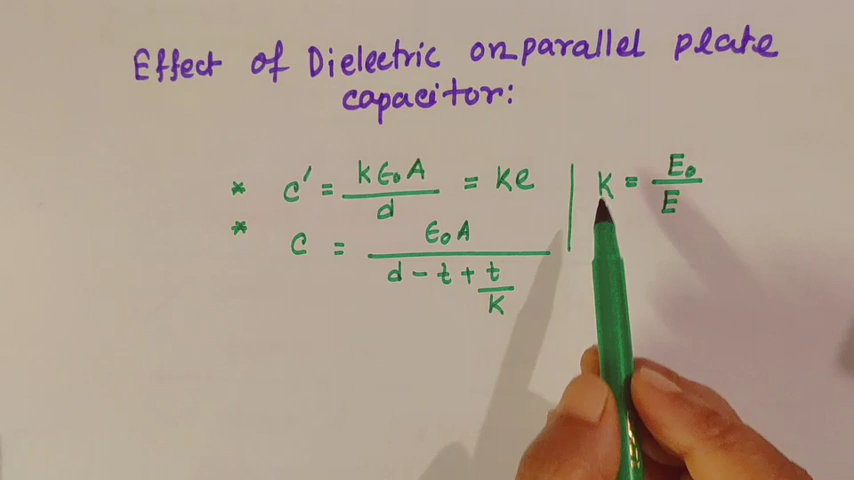 Effect of Dielectric on parallel plate
capacitor:
* C' = kε₀A / d = KC | K = E₀ / E
* C = ε₀A / (d - t + t/K)